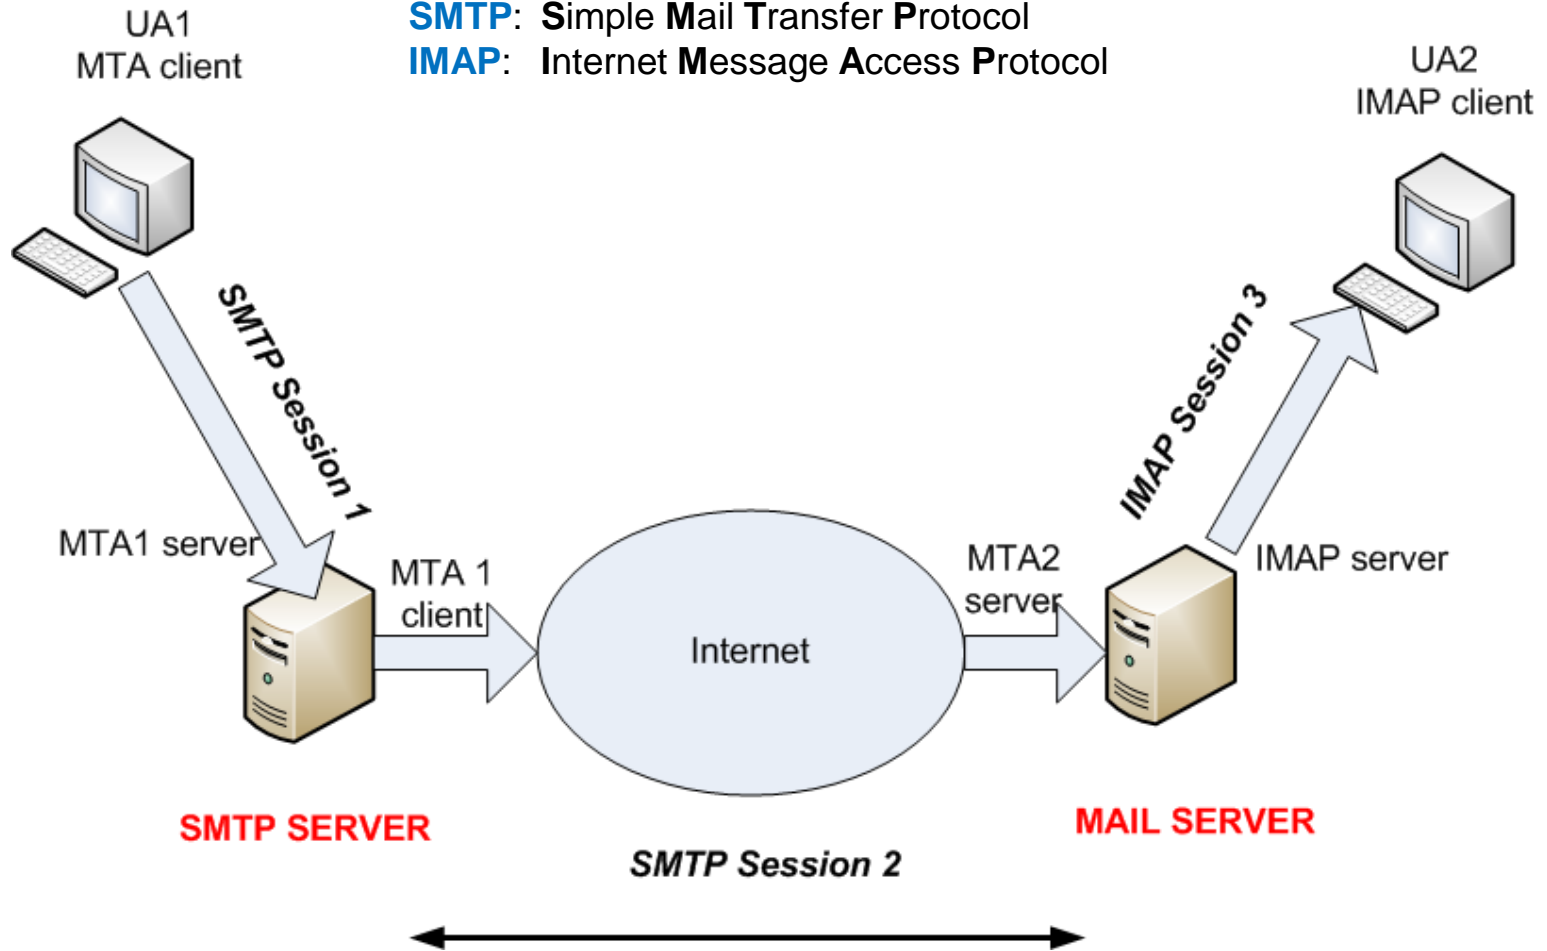 UA1
MTA client
SMTP: Simple Mail Transfer Protocol
IMAP: Internet Message Access Protocol
UA2
IMAP client
SMTP Session 1
IMAP Session 3
MTA1 server
MTA 1
client
Internet
MTA2
server
IMAP server
SMTP SERVER
MAIL SERVER
SMTP Session 2